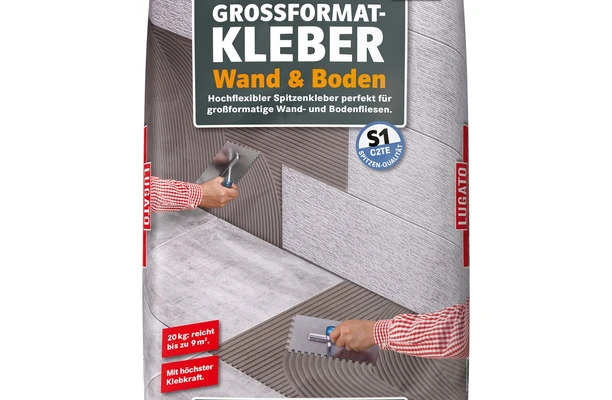 GROSSFORMAT-
KLEBER
Wand & Boden
Hochflexibler Spitzenkleber perfekt für
großformatige Wand- und Bodenfliesen.
S1
C2TE
SPITZEN-QUALITÄT
LUGATO
LUGATO
20 kg: reicht
bis zu 9 m².
Mit höchster
Klebkraft.